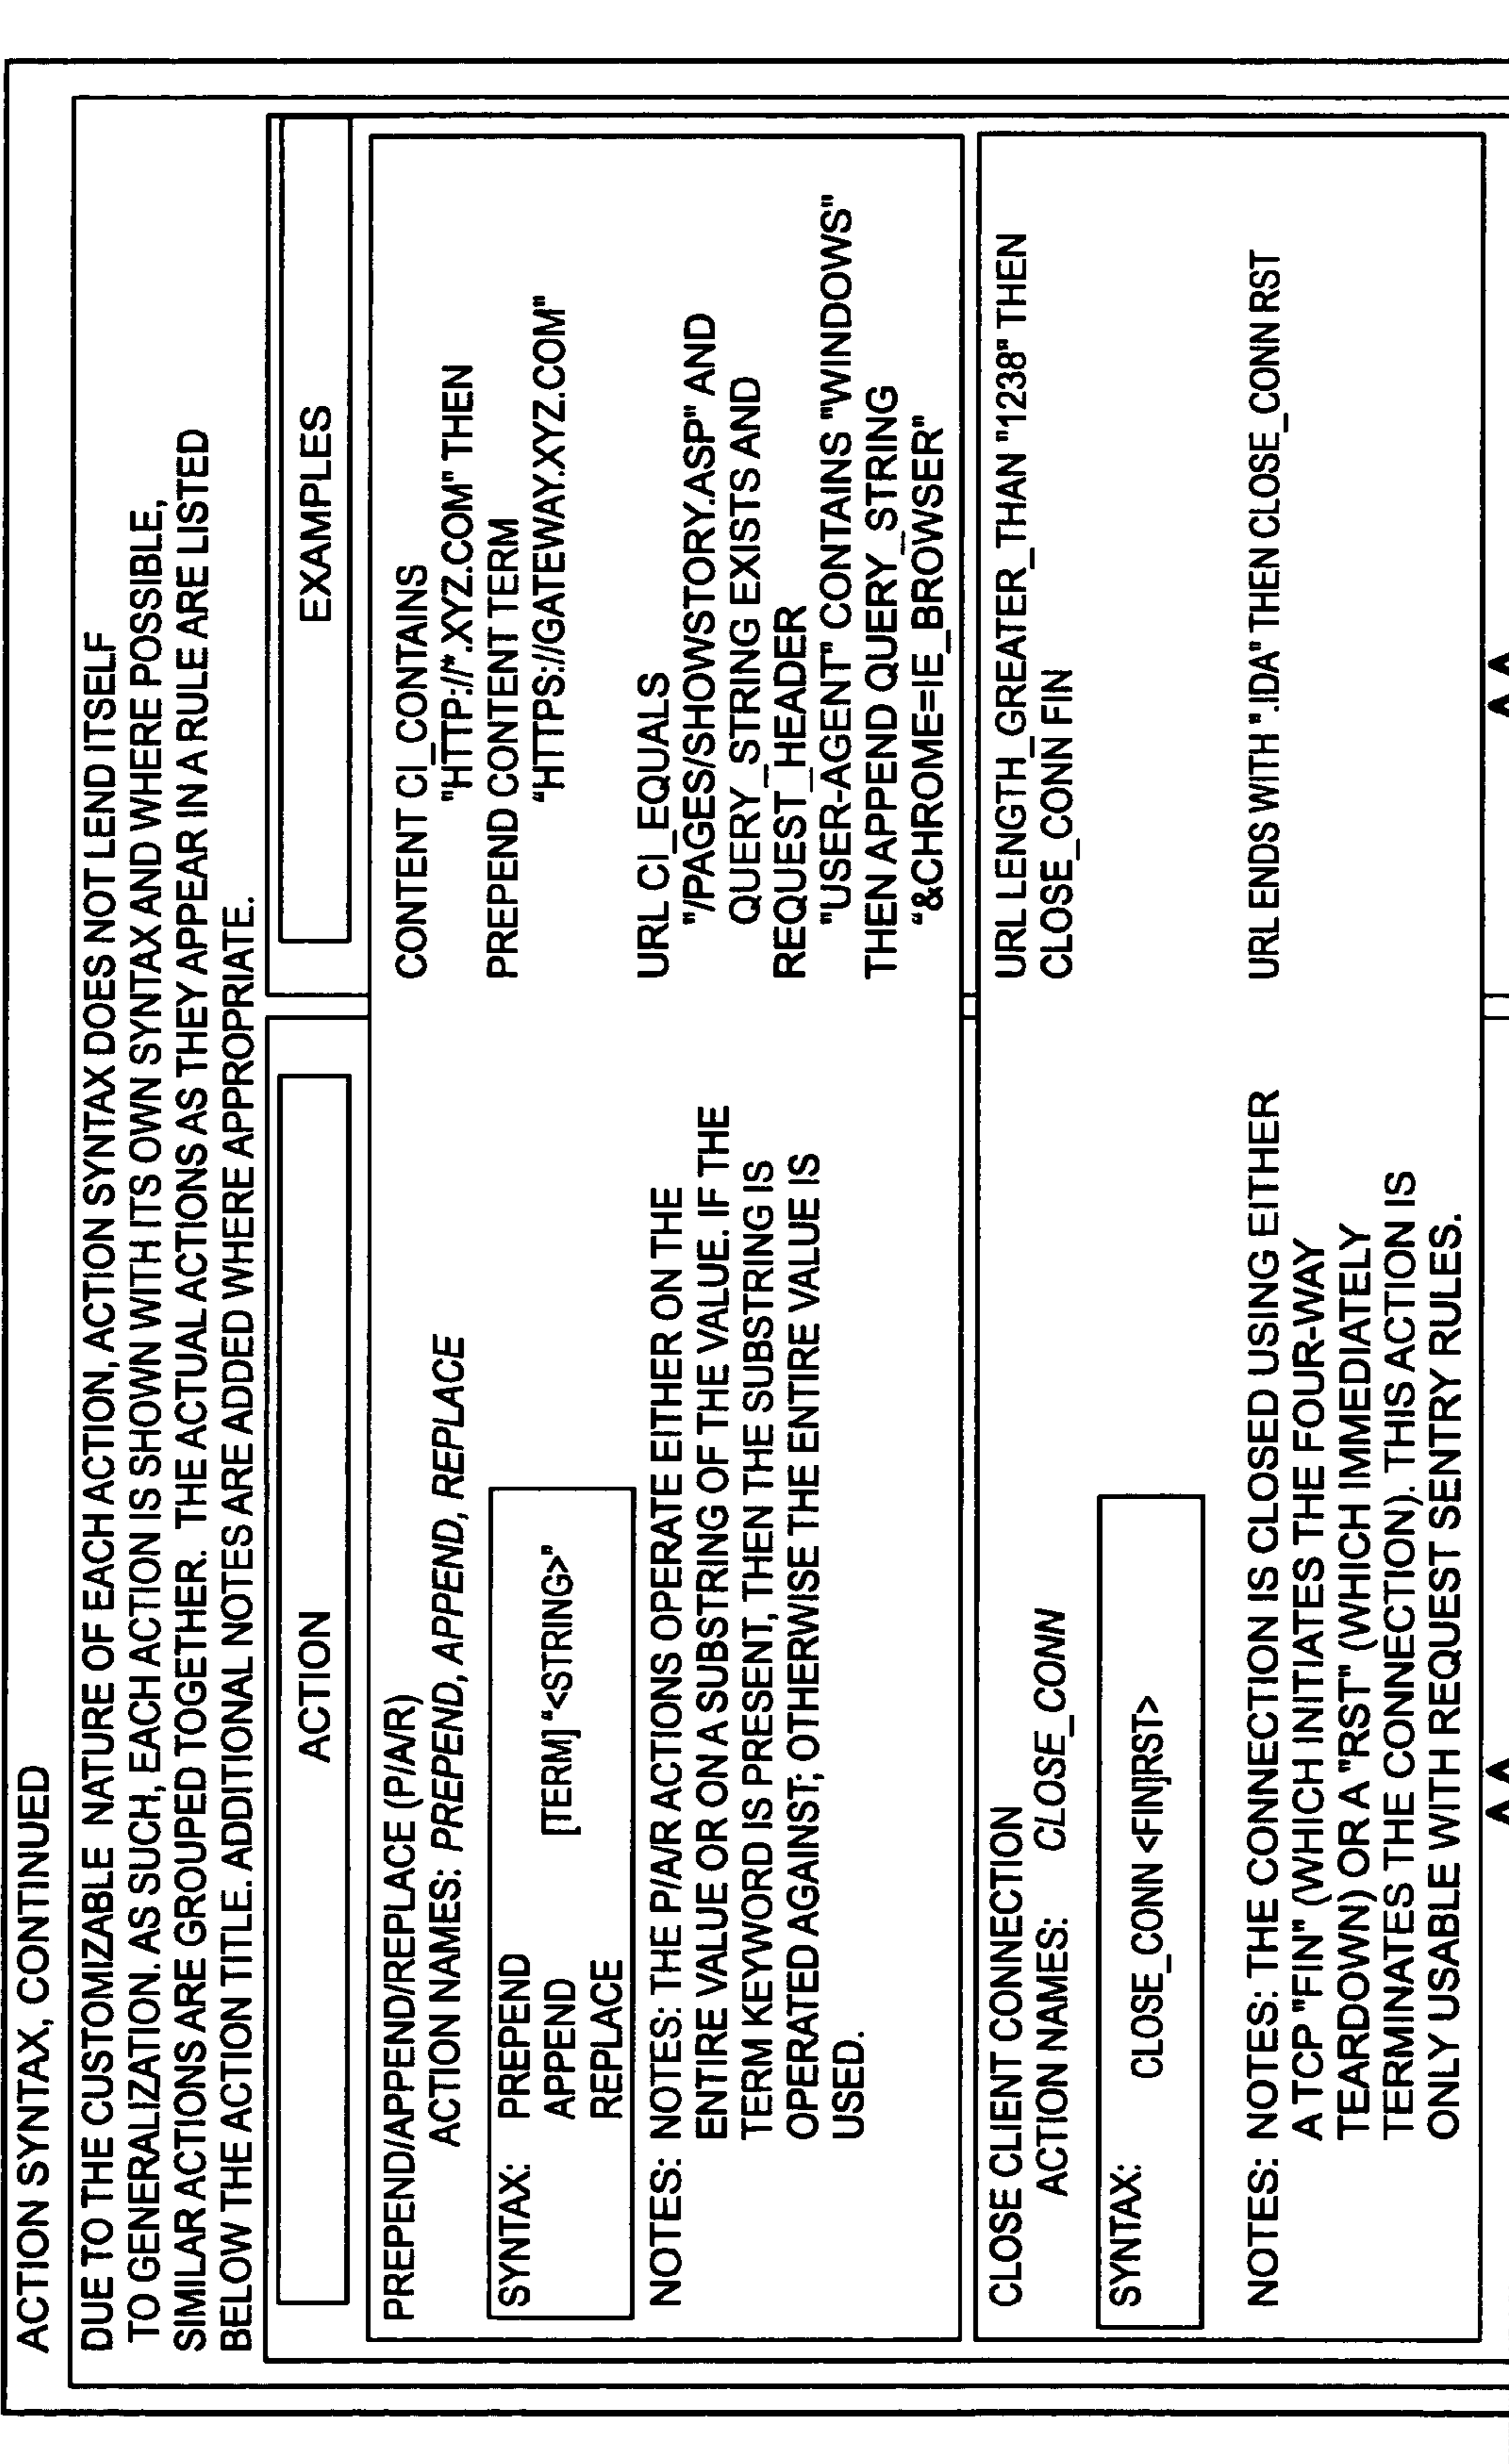 ACTION SYNTAX, CONTINUED
DUE TO THE CUSTOMIZABLE NATURE OF EACH ACTION, ACTION SYNTAX DOES NOT LEND ITSELF
TO GENERALIZATION. AS SUCH, EACH ACTION IS SHOWN WITH ITS OWN SYNTAX AND WHERE POSSIBLE,
SIMILAR ACTIONS ARE GROUPED TOGETHER. THE ACTUAL ACTIONS AS THEY APPEAR IN A RULE ARE LISTED
BELOW THE ACTION TITLE. ADDITIONAL NOTES ARE ADDED WHERE APPROPRIATE.
ACTION
EXAMPLES
PREPEND/APPEND/REPLACE (P/A/R)
ACTION NAMES: PREPEND, APPEND, REPLACE
SYNTAX: PREPEND
APPEND [TERM] "<STRING>"
REPLACE
NOTES: NOTES: THE P/A/R ACTIONS OPERATE EITHER ON THE
ENTIRE VALUE OR ON A SUBSTRING OF THE VALUE. IF THE
TERM KEYWORD IS PRESENT, THEN THE SUBSTRING IS
OPERATED AGAINST; OTHERWISE THE ENTIRE VALUE IS
USED.
CONTENT CI_CONTAINS
"HTTP://*.XYZ.COM" THEN
PREPEND CONTENT TERM
"HTTPS://GATEWAY.XYZ.COM"
URL CI_EQUALS
"/PAGES/SHOWSTORY.ASP" AND
QUERY_STRING EXISTS AND
REQUEST_HEADER
"USER-AGENT" CONTAINS "WINDOWS"
THEN APPEND QUERY_STRING
"&CHROME=IE_BROWSER"
CLOSE CLIENT CONNECTION
ACTION NAMES: CLOSE_CONN
SYNTAX: CLOSE_CONN <FIN|RST>
NOTES: NOTES: THE CONNECTION IS CLOSED USING EITHER
A TCP "FIN" (WHICH INITIATES THE FOUR-WAY
TEARDOWN) OR A "RST" (WHICH IMMEDIATELY
TERMINATES THE CONNECTION). THIS ACTION IS
ONLY USABLE WITH REQUEST SENTRY RULES.
URL LENGTH_GREATER_THAN "1238" THEN
CLOSE_CONN FIN
URL ENDS WITH ".IDA" THEN CLOSE_CONN RST